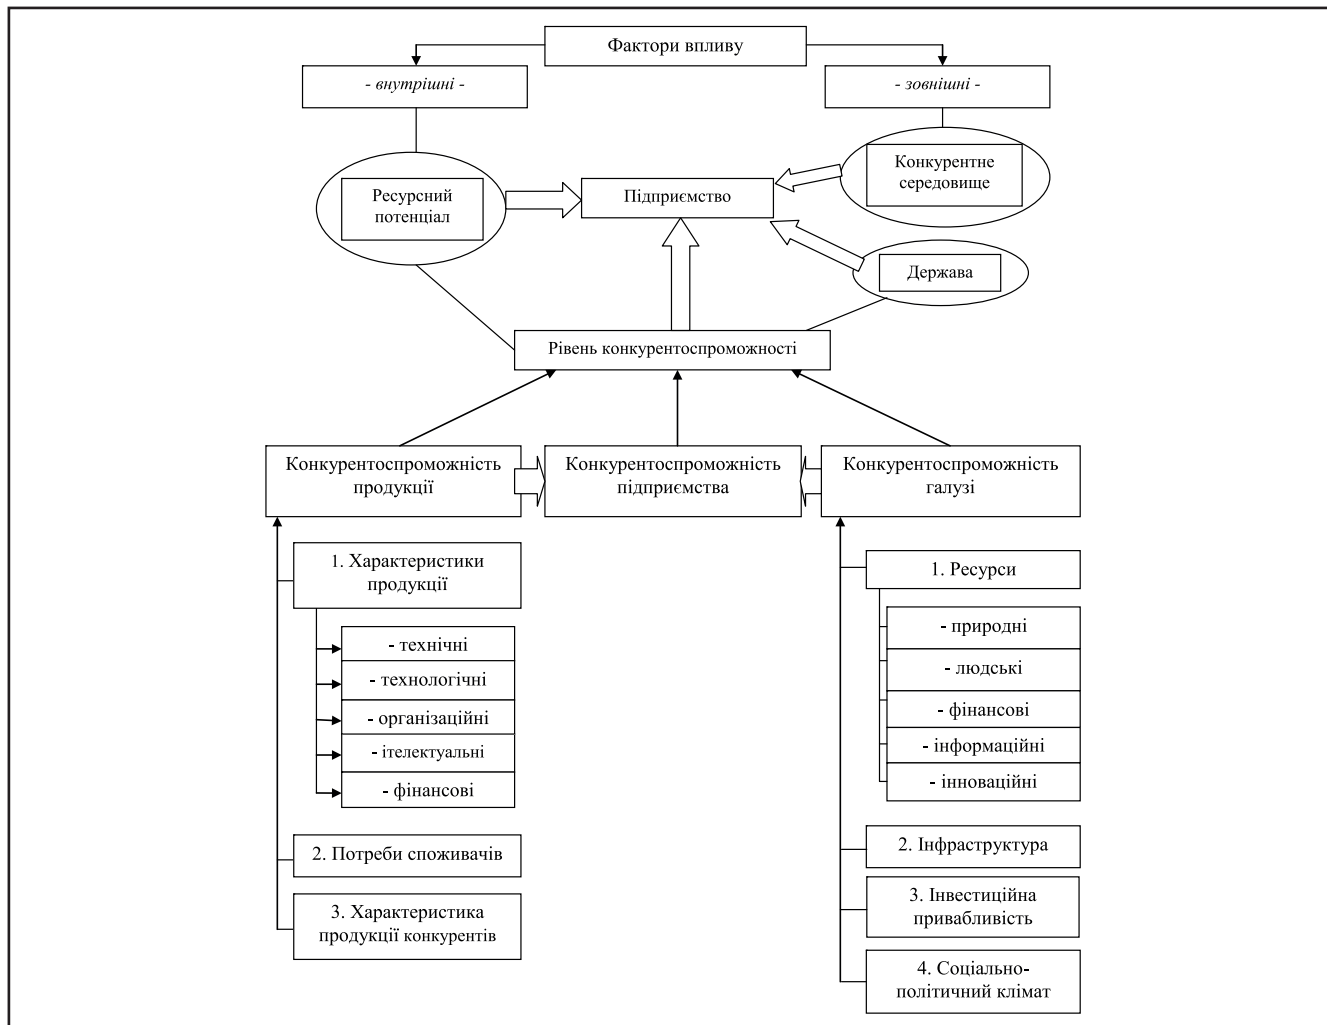 Фактори впливу
- внутрішні -
- зовнішні -
Ресурсний
потенціал
Підприємство
Конкурентне
середовище
Держава
Рівень конкурентоспроможності
Конкурентоспроможність
продукції
Конкурентоспроможність
підприємства
Конкурентоспроможність
галузі
1. Характеристики
продукції
- технічні
- технологічні
- організаційні
- ітелектуальні
- фінансові
2. Потреби споживачів
3. Характеристика
продукції конкурентів
1. Ресурси
- природні
- людські
- фінансові
- інформаційні
- інноваційні
2. Інфраструктура
3. Інвестиційна
привабливість
4. Соціально-
політичний клімат